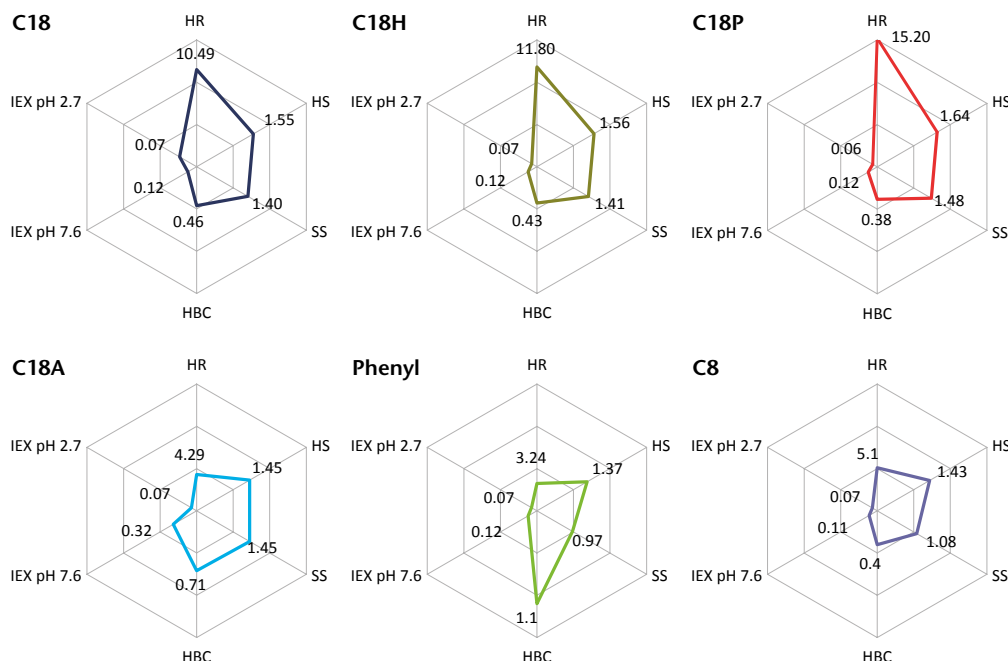 C18
HR
10.49
IEX pH 2.7
HS
1.55
0.07
0.12
1.40
0.46
IEX pH 7.6
SS
HBC
C18H
HR
11.80
IEX pH 2.7
HS
1.56
0.07
0.12
1.41
0.43
IEX pH 7.6
SS
HBC
C18P
HR
15.20
IEX pH 2.7
HS
1.64
0.06
0.12
1.48
0.38
IEX pH 7.6
SS
HBC
C18A
HR
IEX pH 2.7
HS
4.29
1.45
0.07
0.32
1.45
0.71
IEX pH 7.6
SS
HBC
Phenyl
HR
IEX pH 2.7
HS
3.24
1.37
0.07
0.12
0.97
IEX pH 7.6
SS
1.1
HBC
C8
HR
IEX pH 2.7
HS
5.1
1.43
0.07
0.11
1.08
0.4
IEX pH 7.6
SS
HBC